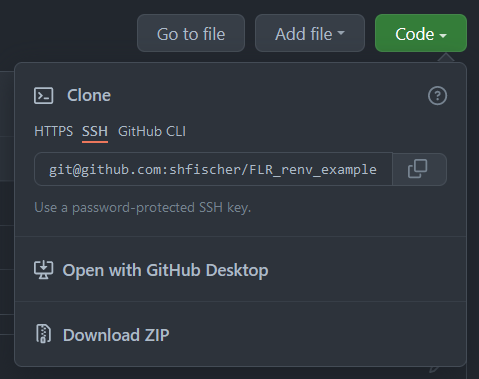 Go to file Add file Code
Clone
HTTPS SSH GitHub CLI
git@github.com:shfischer/FLR_renv_example
Use a password-protected SSH key.
Open with GitHub Desktop
Download ZIP